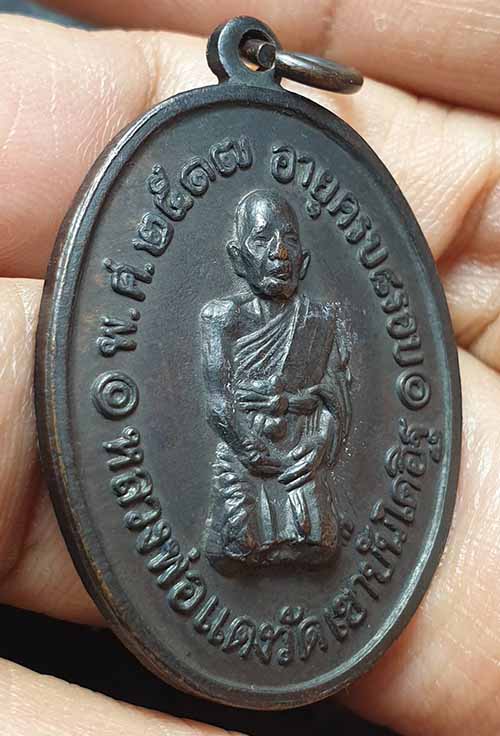 พ.ศ. ๒๕๑๗ อายุครบ ๘ รอบ
หลวงพ่อแดงวัดเขาบันไดอิฐ